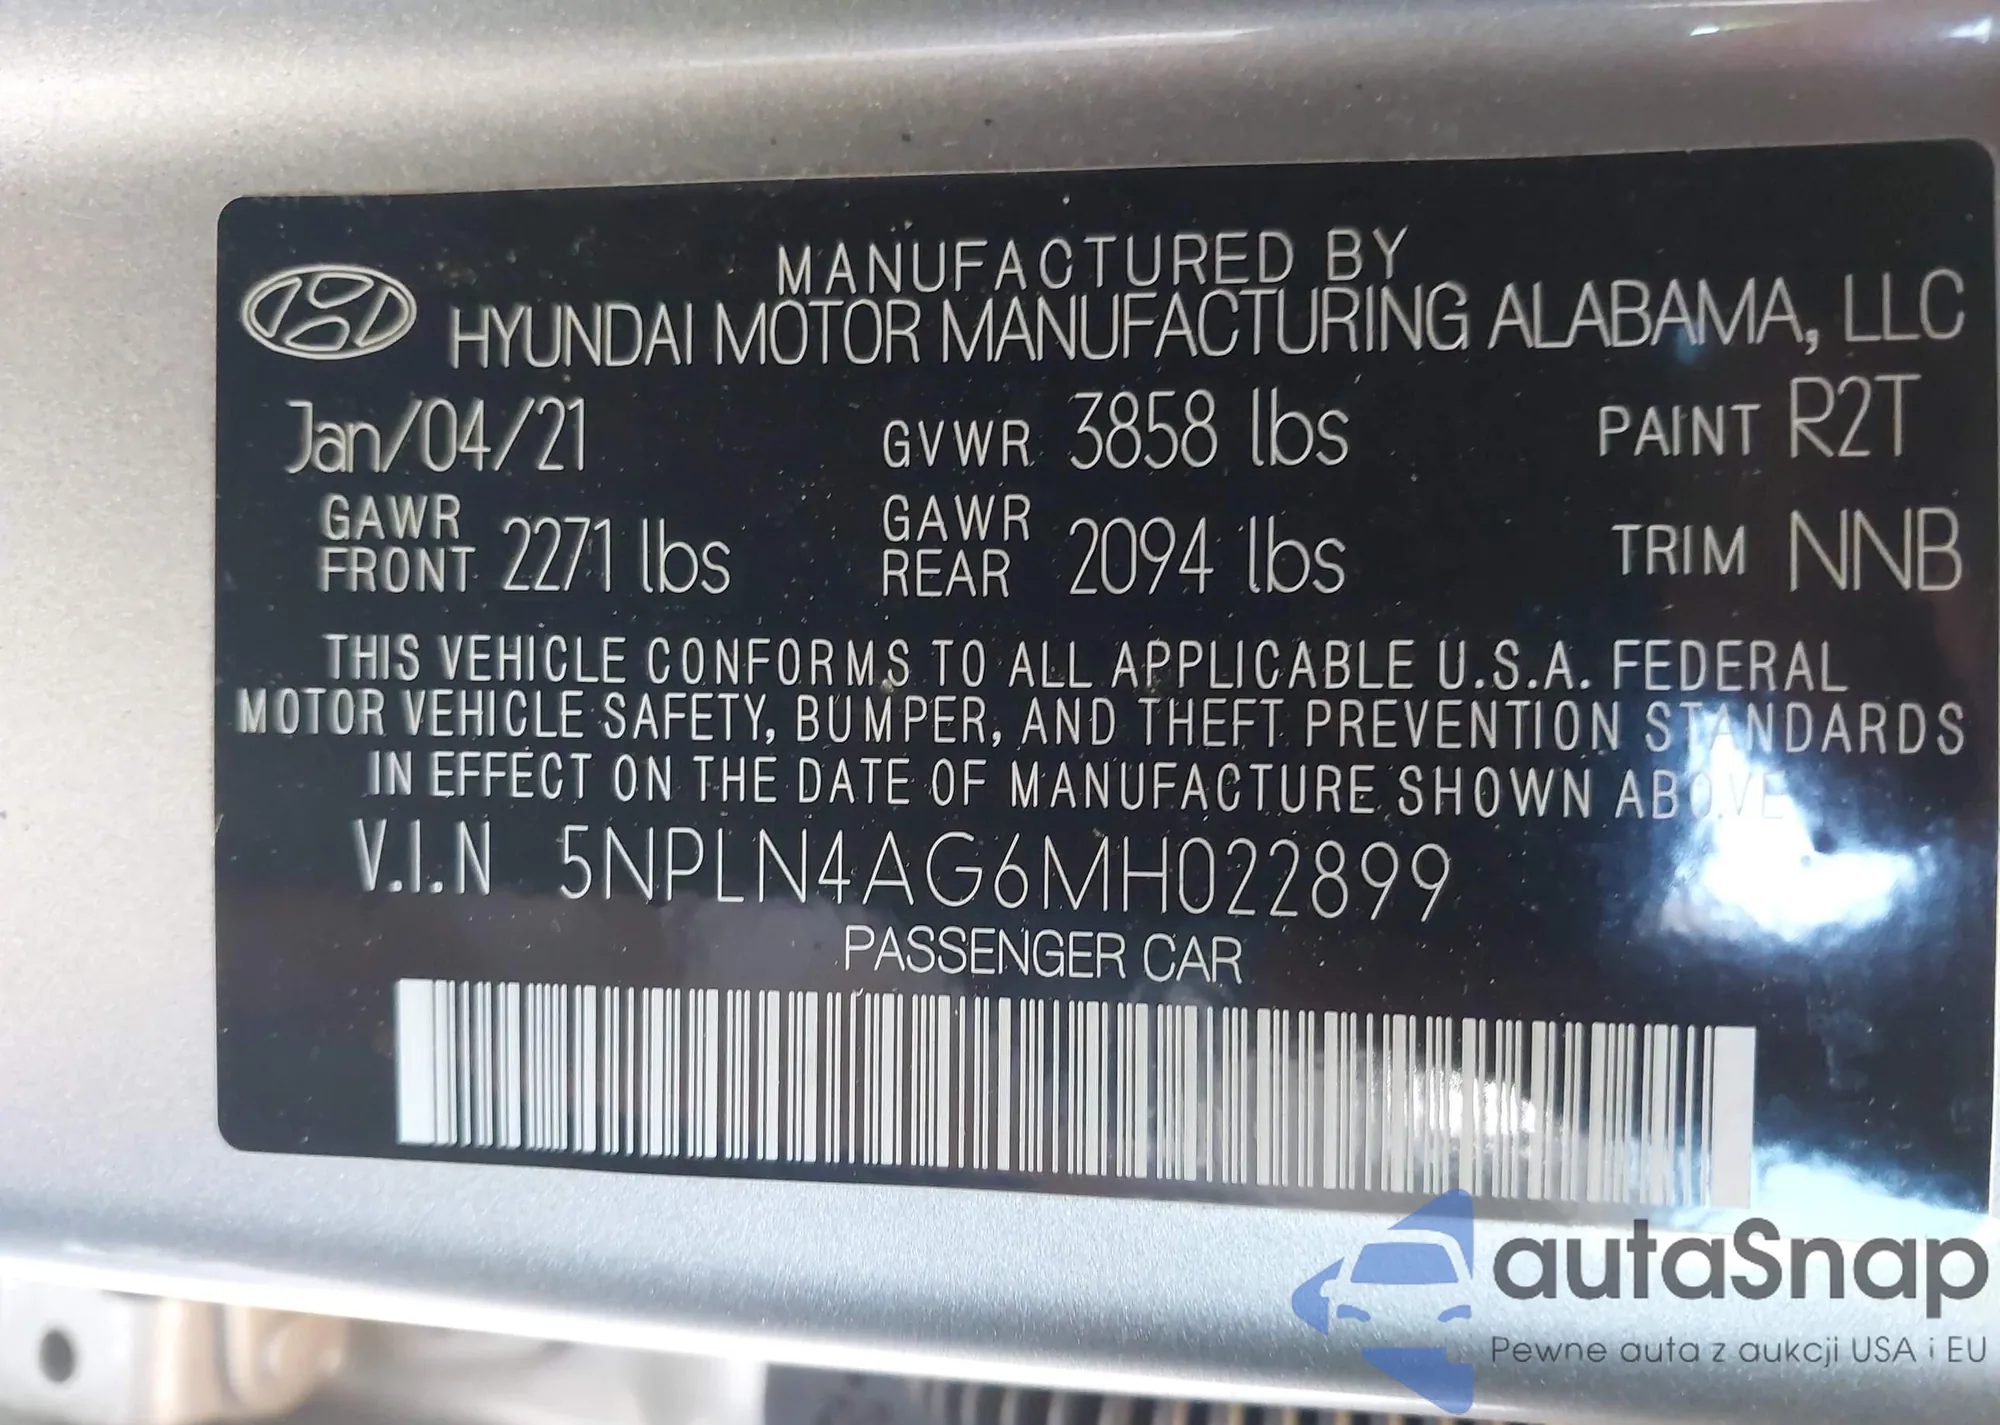 MANUFACTURED BY
HYUNDAI MOTOR MANUFACTURING ALABAMA, LLC
Jan/04/21 GVWR 3858 lbs PAINT R2T
GAWR FRONT 2271 lbs GAWR REAR 2094 lbs TRIM NNB
THIS VEHICLE CONFORMS TO ALL APPLICABLE U.S.A. FEDERAL
MOTOR VEHICLE SAFETY, BUMPER, AND THEFT PREVENTION STANDARDS
IN EFFECT ON THE DATE OF MANUFACTURE SHOWN ABOVE
V.I.N 5NPLN4AG6MH022899
PASSENGER CAR
autaSnap
Pewne auta z aukcji USA i EU